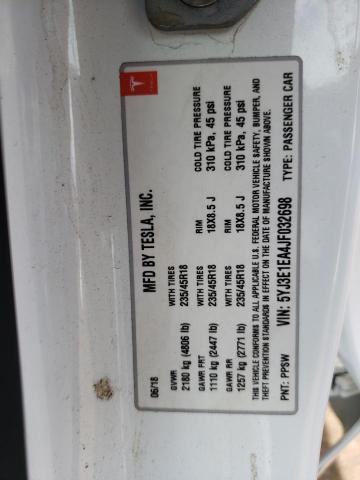 MFD BY TESLA, INC.
06/18
GVWR WITH TIRES RIM COLD TIRE PRESSURE
2180 kg (4806 lb) 235/45R18 18X8.5 J 310 kPa, 45 psi
GAWR FRT WITH TIRES RIM COLD TIRE PRESSURE
1110 kg (2447 lb) 235/45R18 18X8.5 J 310 kPa, 45 psi
GAWR RR
1257 kg (2771 lb) 235/45R18
THIS VEHICLE CONFORMS TO ALL APPLICABLE U.S. FEDERAL MOTOR VEHICLE SAFETY, BUMPER, AND
THEFT PREVENTION STANDARDS IN EFFECT ON THE DATE OF MANUFACTURE SHOWN ABOVE.
VIN: 5YJ3E1EA4JF032698
PNT: PPSW TYPE: PASSENGER CAR